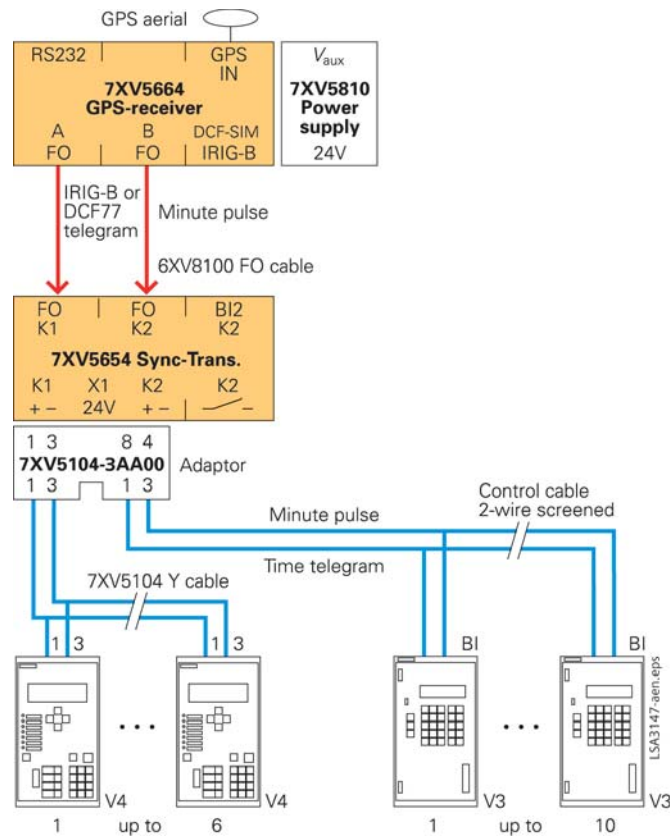 GPS aerial
RS232 GPS IN
7XV5664
GPS-receiver
A B DCF-SIM
FO FO IRIG-B
Vaux
7XV5810
Power
supply
24V
IRIG-B or
DCF77
telegram
Minute pulse
6XV8100 FO cable
FO FO BI2
K1 K2 K2
7XV5654 Sync-Trans.
K1 X1 K2 K2
+ − 24V + −
1 3 8 4
7XV5104-3AA00
1 3 1 3
Adaptor
Control cable
2-wire screened
Minute pulse
Time telegram
7XV5104 Y cable
1 3 1 3 BI BI
V4 V4 V3 V3
1 up to 6 1 up to 10
LSA3147-aen.eps